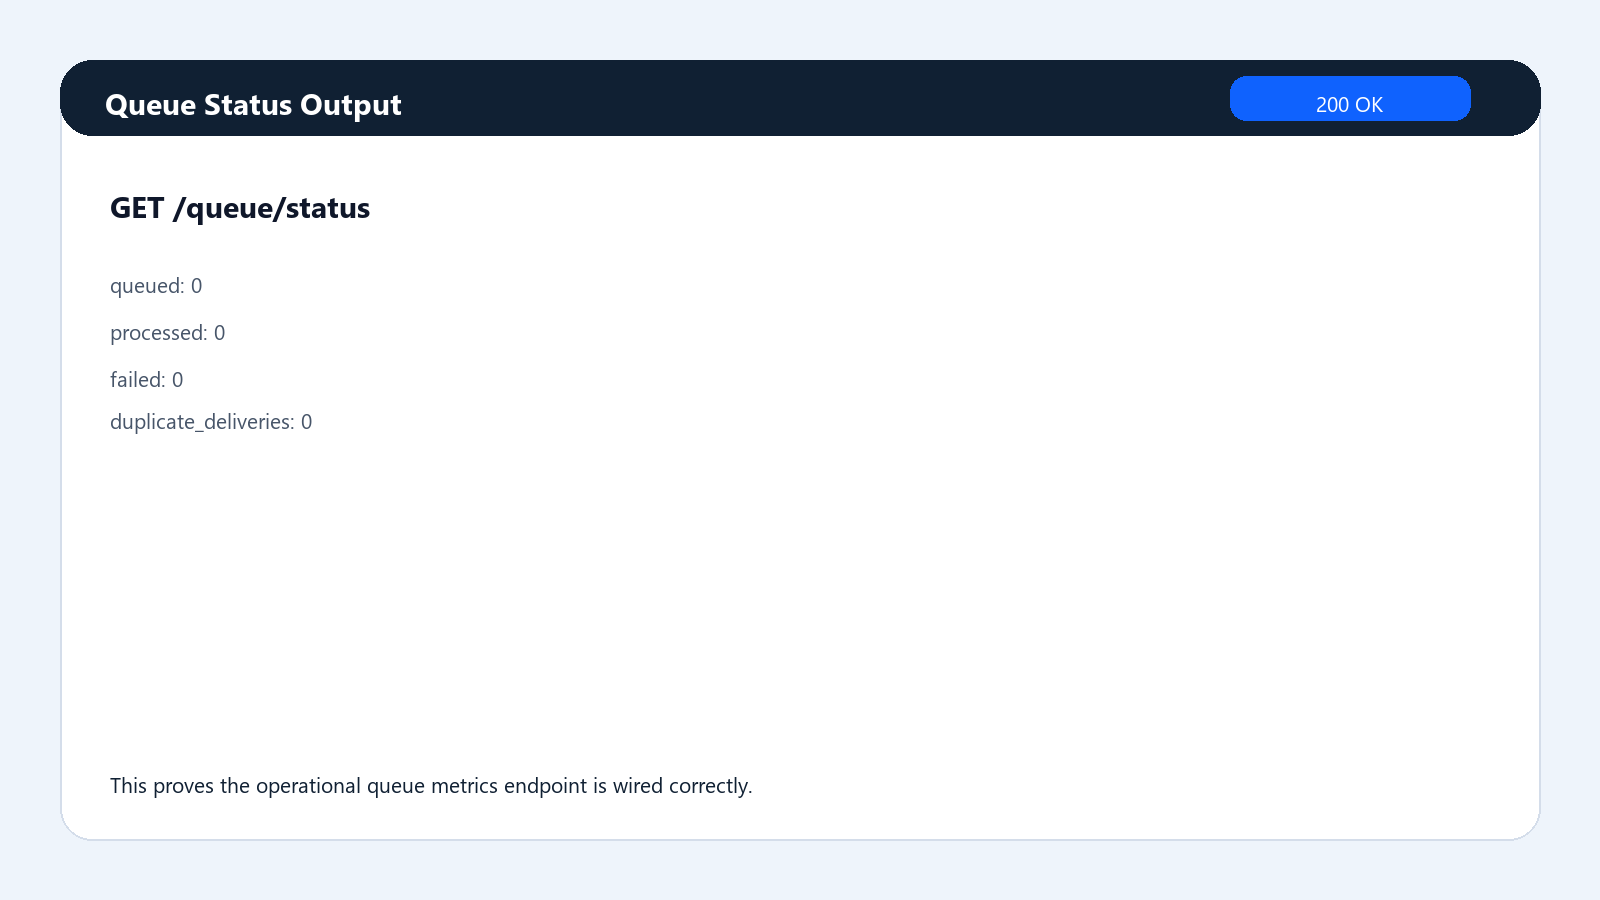 Queue Status Output
200 OK
GET /queue/status
queued: 0
processed: 0
failed: 0
duplicate_deliveries: 0
This proves the operational queue metrics endpoint is wired correctly.